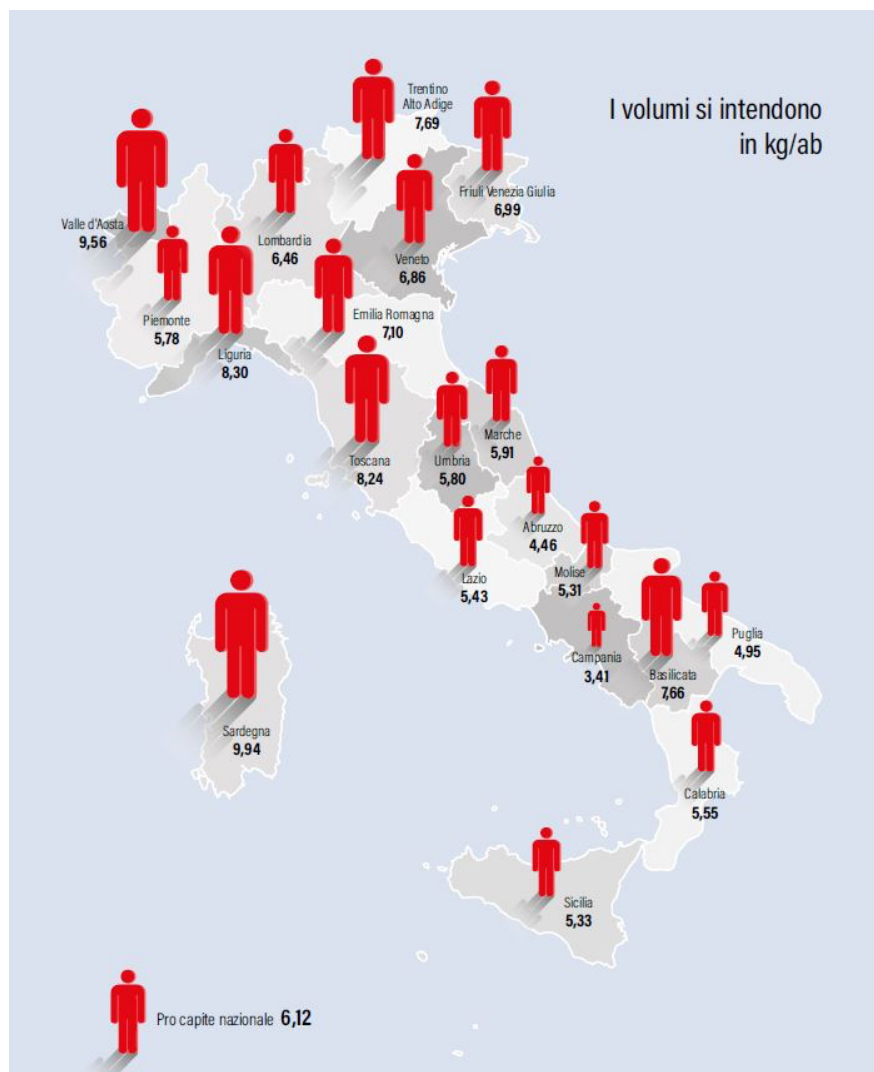 I volumi si intendono
in kg/ab
Trentino
Alto Adige
7,69
Friuli Venezia Giulia
6,99
Valle d'Aosta
9,56
Lombardia
6,46
Veneto
6,86
Piemonte
5,78
Liguria
8,30
Emilia Romagna
7,10
Toscana
8,24
Umbria
5,80
Marche
5,91
Abruzzo
4,46
Lazio
5,43
Molise
5,31
Campania
3,41
Basilicata
7,66
Puglia
4,95
Sardegna
9,94
Calabria
5,55
Sicilia
5,33
Pro capite nazionale 6,12